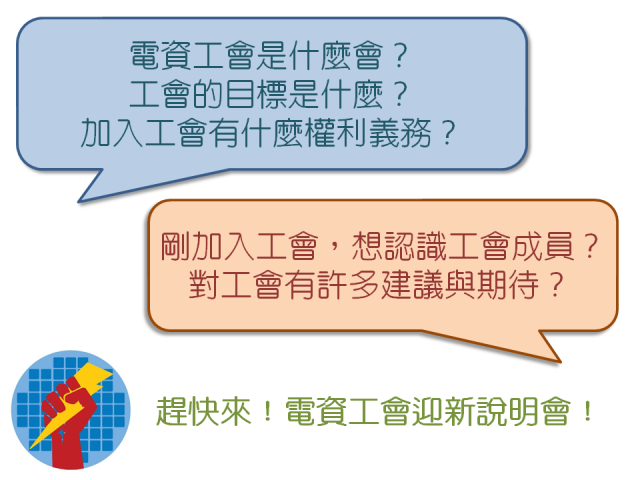 電資工會是什麼會？
工會的目標是什麼？
加入工會有什麼權利義務？
剛加入工會，想認識工會成員？
對工會有許多建議與期待？
趕快來！電資工會迎新說明會！